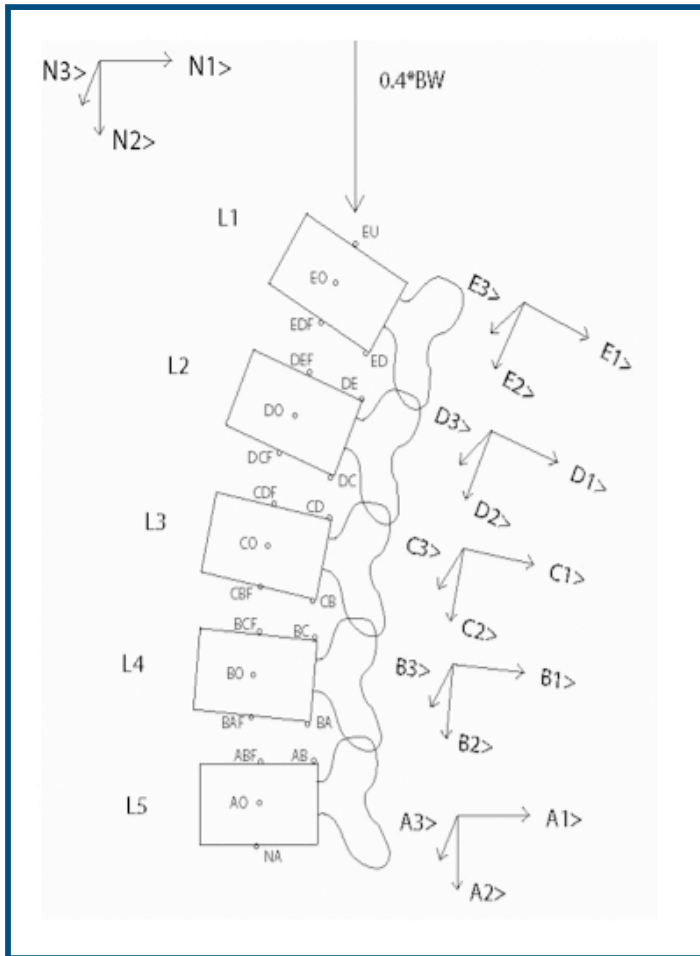 N3> N1>
N2>
0.4*BW
L1
EU
EO
EDF
ED
E3>
E1>
E2>
L2
DEF
DE
DO
DCF
DC
D3>
D1>
D2>
L3
CDF
CD
CO
CBF
CB
C3>
C1>
C2>
L4
BCF
BC
BO
BAF
BA
B3>
B1>
B2>
L5
ABF
AB
AO
NA
A3>
A1>
A2>